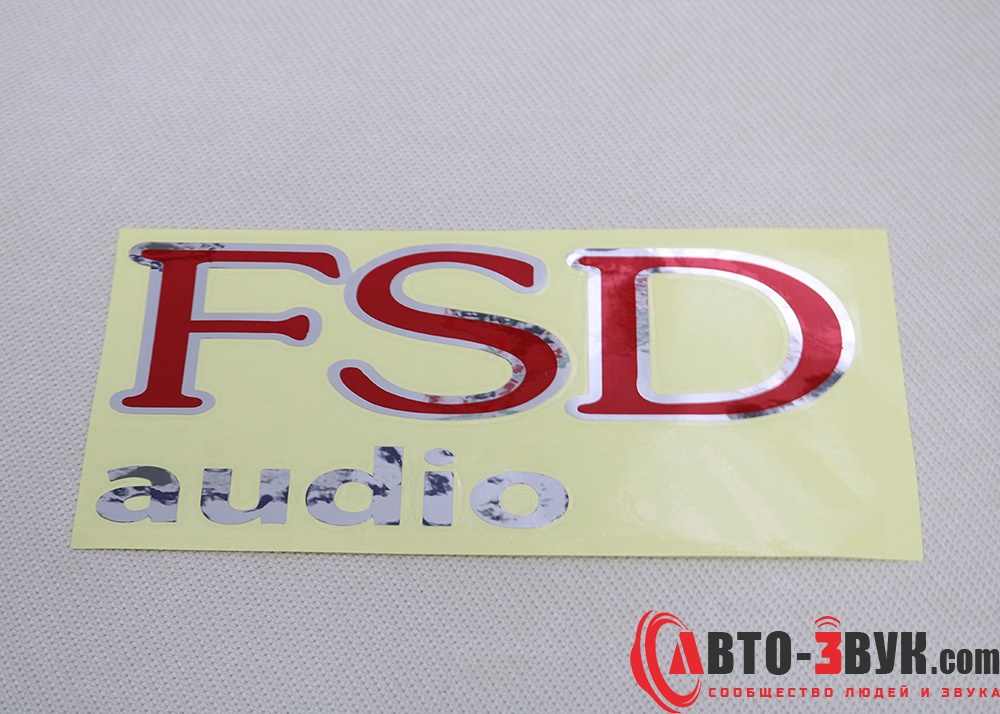 FSD
audio
АВТО-ЗВУК.com
СООБЩЕСТВО ЛЮДЕЙ И ЗВУКА